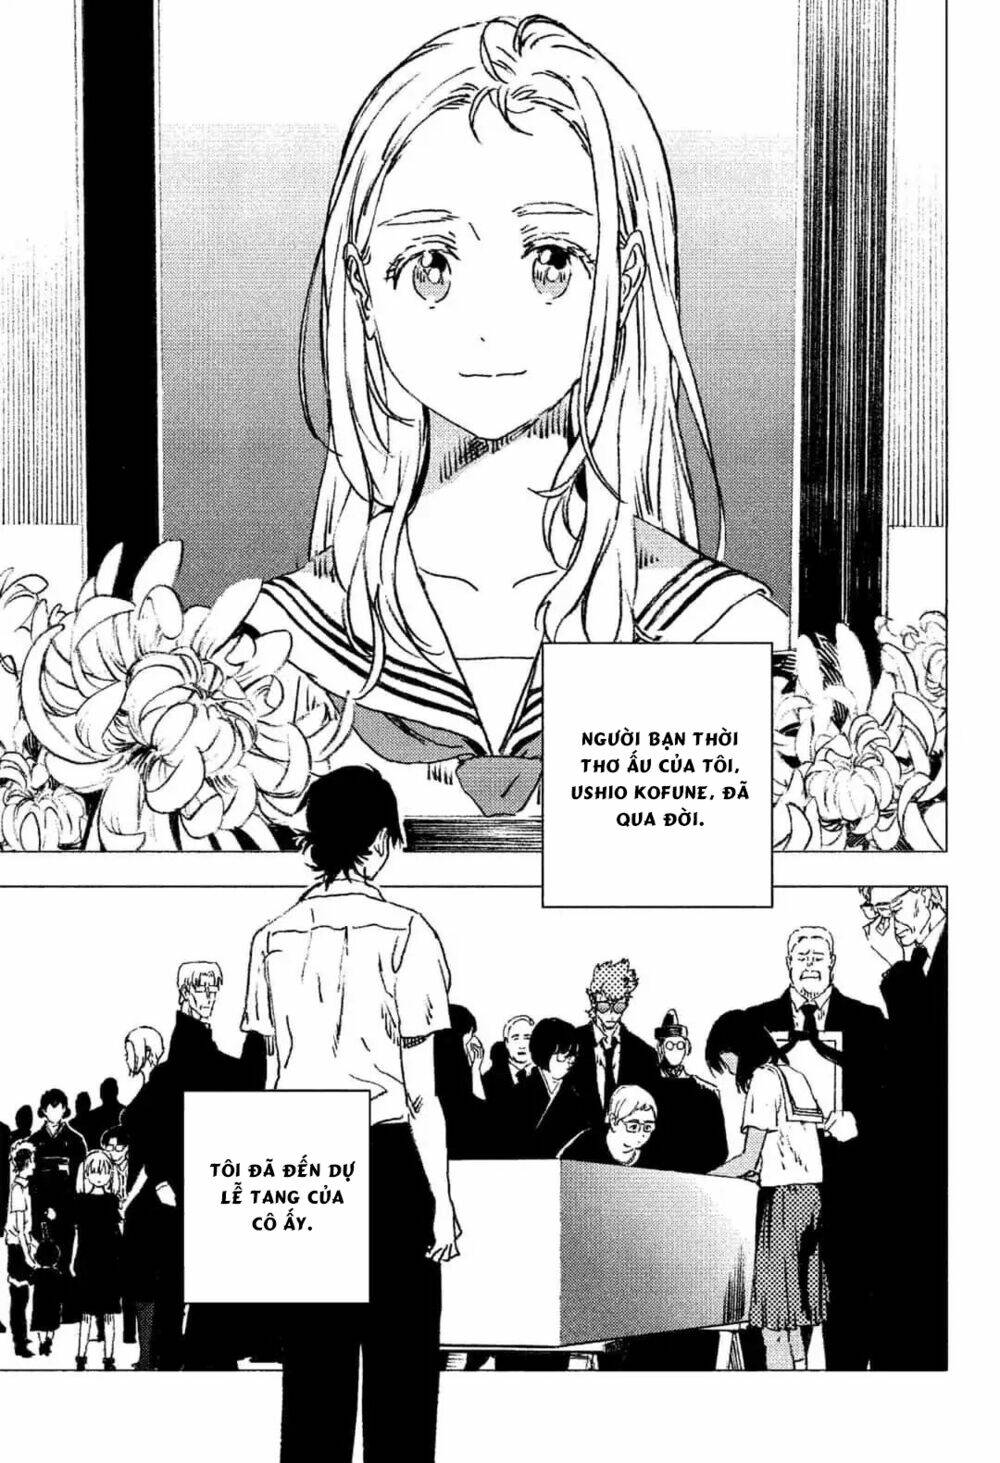 NGƯỜI BẠN THỜI
THƠ ẤU CỦA TÔI,
USHIO KOFUNE, ĐÃ
QUA ĐỜI.
TÔI ĐÃ ĐẾN DỰ
LỄ TANG CỦA
CÔ ẤY.